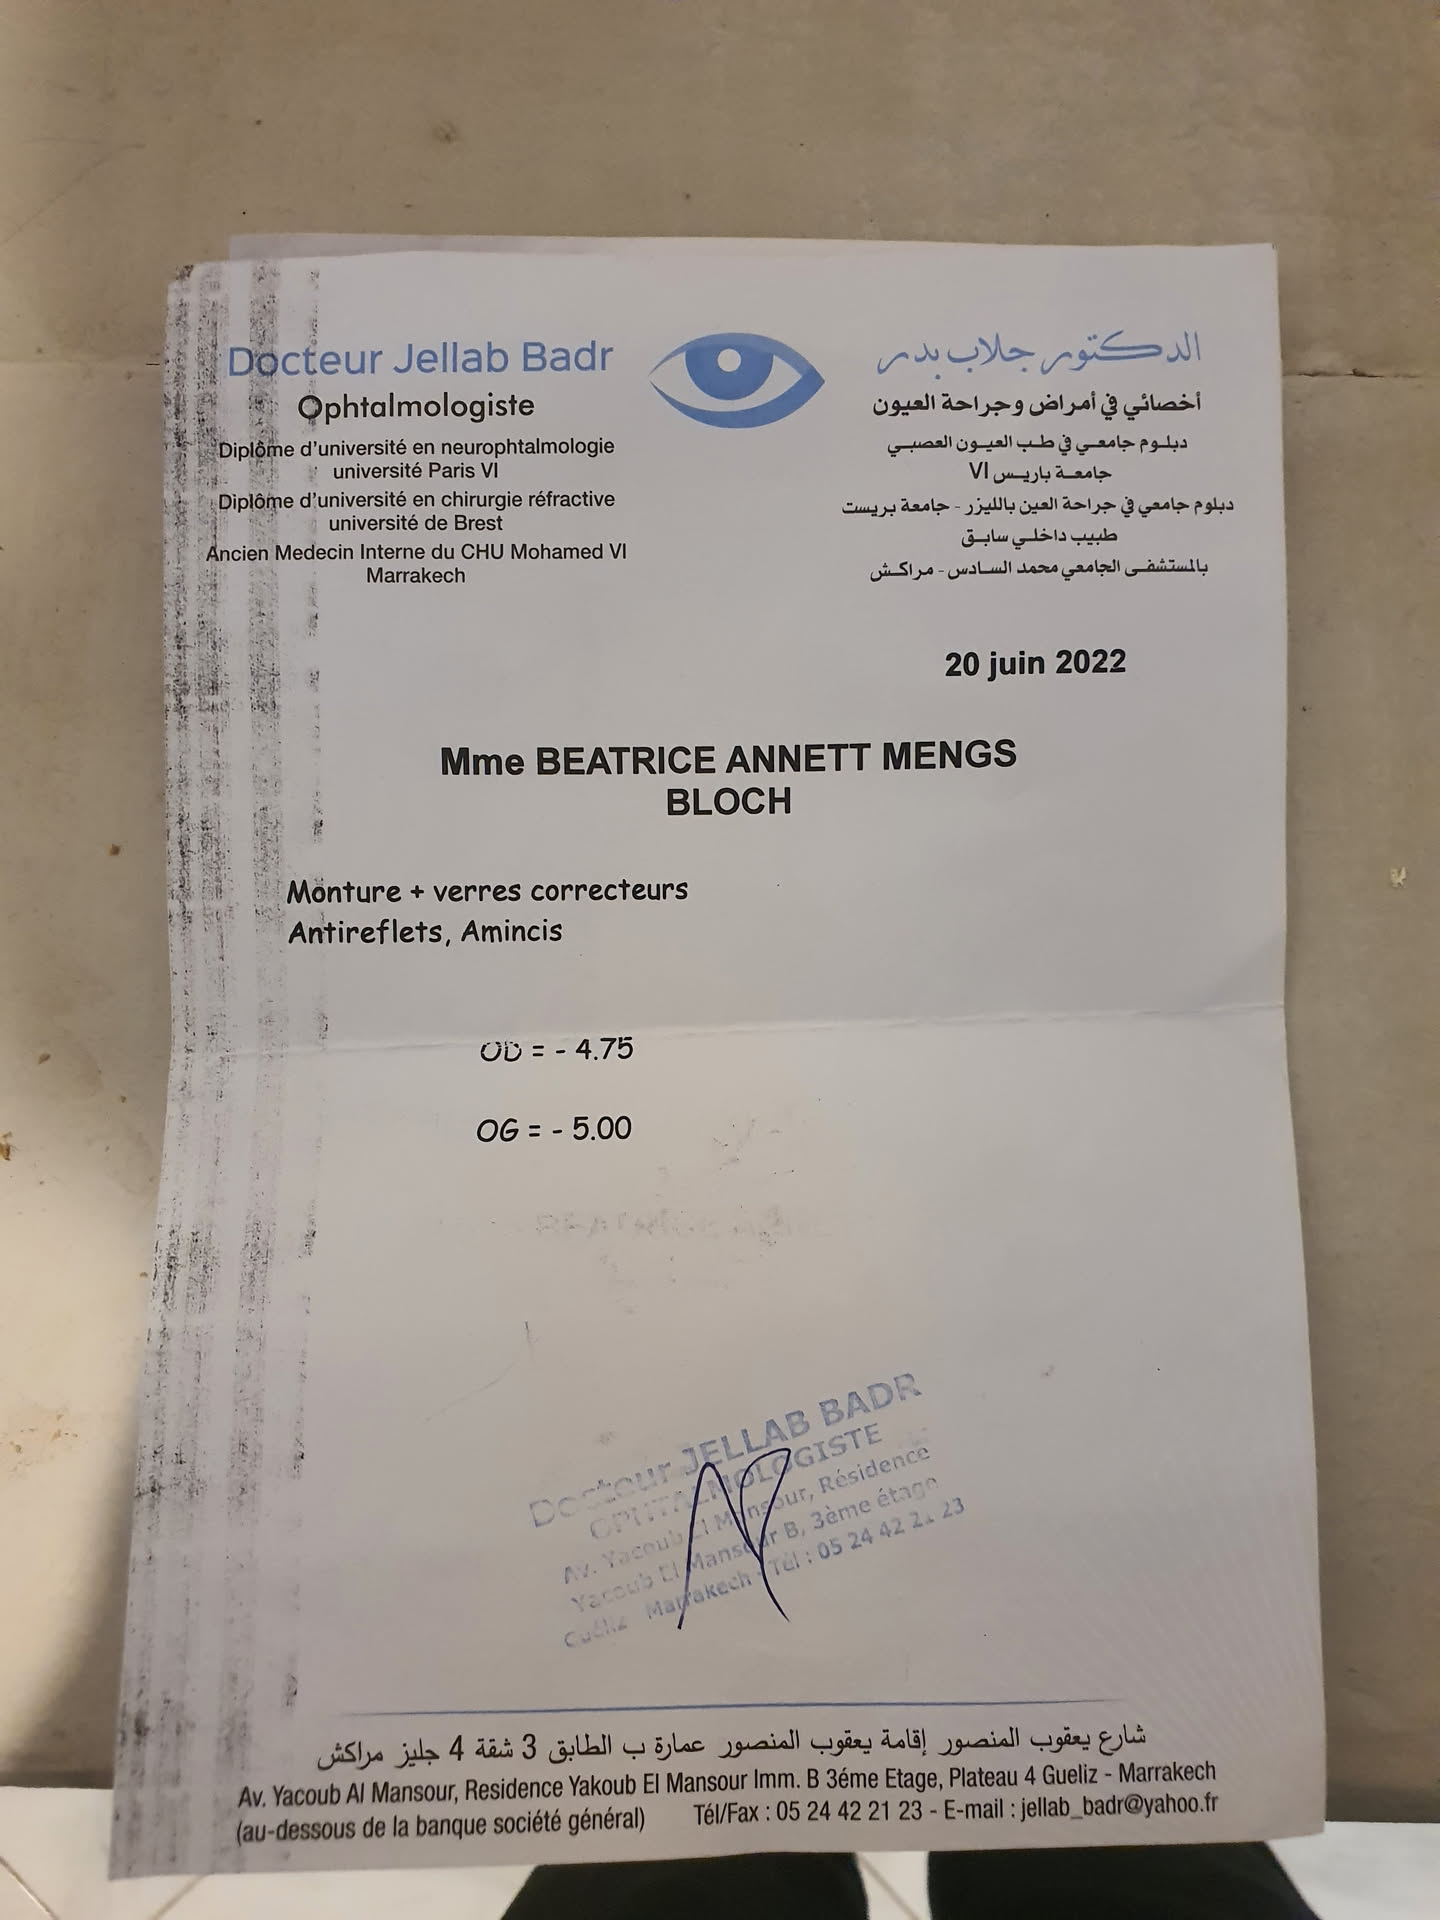 Docteur Jellab Badr
Ophtalmologiste
Diplôme d'université en neurophtalmologie
université Paris VI
Diplôme d'université en chirurgie réfractive
université de Brest
Ancien Medecin Interne du CHU Mohamed VI
Marrakech
الدكتور جلاب بدر
أخصائي في أمراض وجراحة العيون
دبلوم جامعي في طب العيون العصبي
جامعة باريس VI
دبلوم جامعي في جراحة العين بالليزر - جامعة بريست
طبيب داخلي سابق
بالمستشفى الجامعي محمد السادس - مراكش
20 juin 2022
Mme BEATRICE ANNETT MENGS
BLOCH
Monture + verres correcteurs
Antireflets, Amincis
OD = - 4.75
OG = - 5.00
Docteur JELLAB BADR
OPHTALMOLOGISTE
Av. Yacoub El Mansour, Résidence
Yacoub El Mansour B, 3ème étage
Guéliz - Marrakech - Tél : 05 24 42 21 23
شارع يعقوب المنصور إقامة يعقوب المنصور عمارة ب الطابق 3 شقة 4 جليز مراكش
Av. Yacoub Al Mansour, Residence Yakoub El Mansour Imm. B 3éme Etage, Plateau 4 Gueliz - Marrakech
(au-dessous de la banque société général) Tél/Fax : 05 24 42 21 23 - E-mail : jellab_badr@yahoo.fr